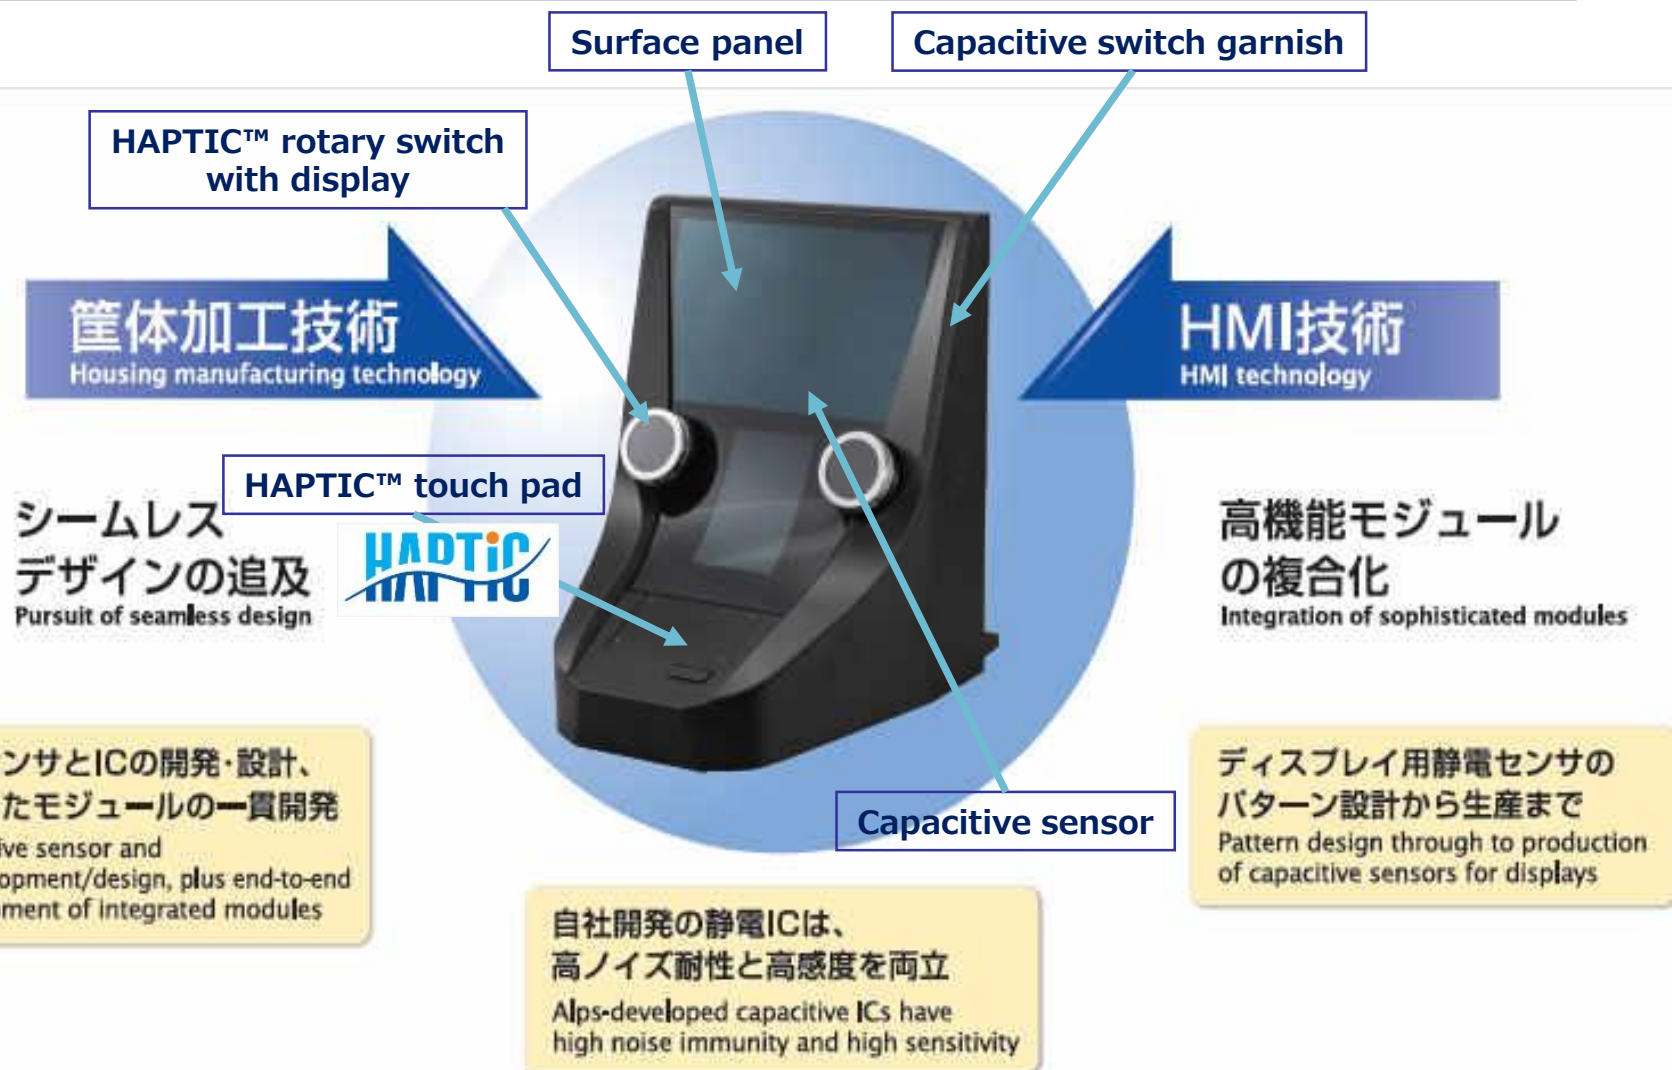 Surface panel
Capacitive switch garnish
HAPTIC™ rotary switch
with display
筐体加工技術
Housing manufacturing technology
HMI技術
HMI technology
HAPTIC™ touch pad
HAPTIC
シームレス
デザインの追及
Pursuit of seamless design
高機能モジュール
の複合化
Integration of sophisticated modules
ンサとICの開発・設計、
たモジュールの一貫開発
ive sensor and
opment/design, plus end-to-end
ment of integrated modules
Capacitive sensor
ディスプレイ用静電センサの
パターン設計から生産まで
Pattern design through to production
of capacitive sensors for displays
自社開発の静電ICは、
高ノイズ耐性と高感度を両立
Alps-developed capacitive ICs have
high noise immunity and high sensitivity